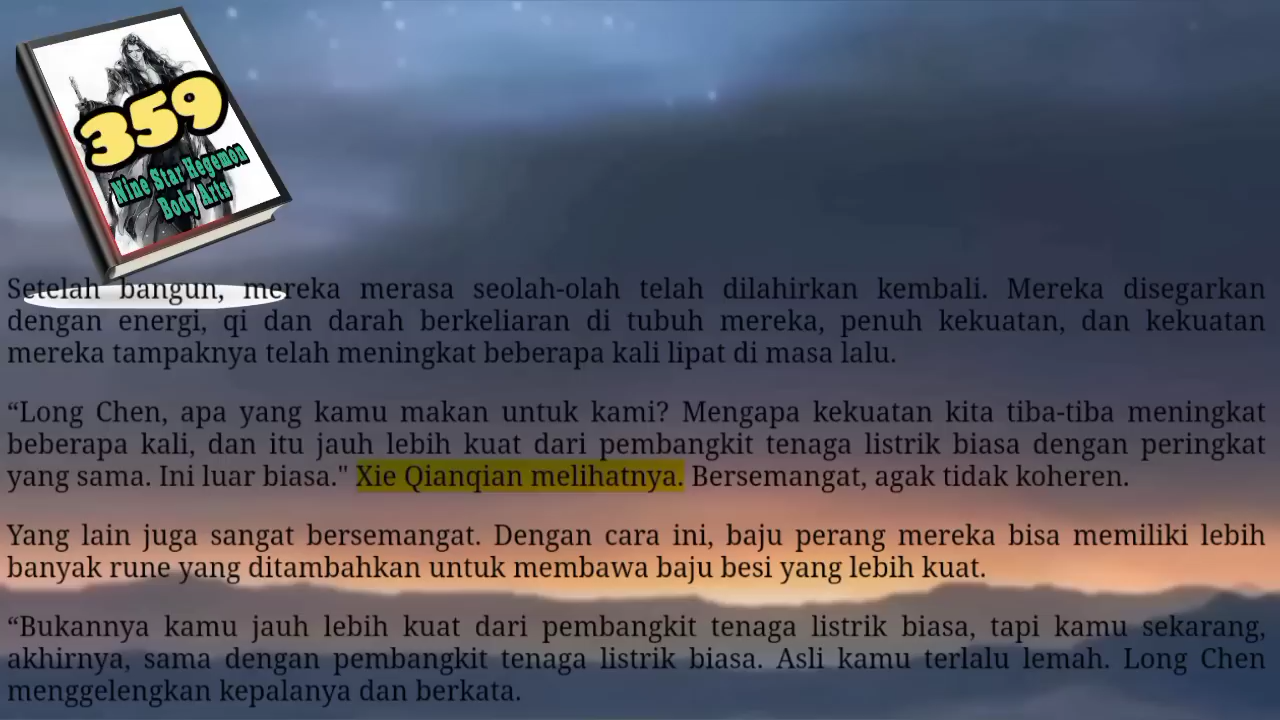 359
Nine Star Hegemon
Body Arts
Setelah bangun, mereka merasa seolah-olah telah dilahirkan kembali. Mereka disegarkan
dengan energi, qi dan darah berkeliaran di tubuh mereka, penuh kekuatan, dan kekuatan
mereka tampaknya telah meningkat beberapa kali lipat di masa lalu.
“Long Chen, apa yang kamu makan untuk kami? Mengapa kekuatan kita tiba-tiba meningkat
beberapa kali, dan itu jauh lebih kuat dari pembangkit tenaga listrik biasa dengan peringkat
yang sama. Ini luar biasa." Xie Qianqian melihatnya. Bersemangat, agak tidak koheren.
Yang lain juga sangat bersemangat. Dengan cara ini, baju perang mereka bisa memiliki lebih
banyak rune yang ditambahkan untuk membawa baju besi yang lebih kuat.
“Bukannya kamu jauh lebih kuat dari pembangkit tenaga listrik biasa, tapi kamu sekarang,
akhirnya, sama dengan pembangkit tenaga listrik biasa. Asli kamu terlalu lemah. Long Chen
menggelengkan kepalanya dan berkata.